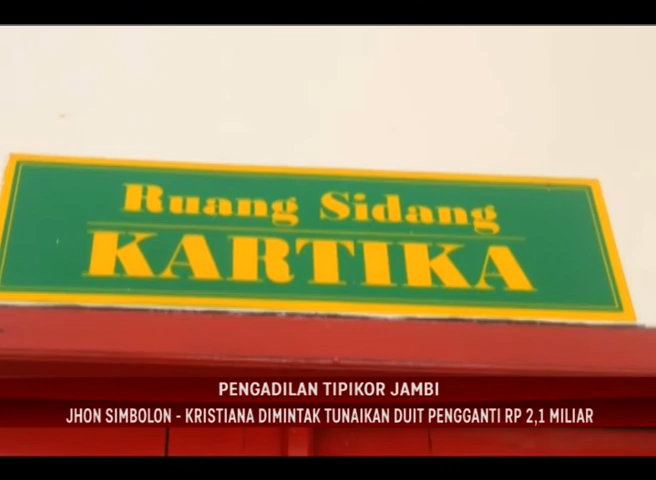 Ruang Sidang
KARTIKA
PENGADILAN TIPIKOR JAMBI
JHON SIMBOLON - KRISTIANA DIMINTAK TUNAIKAN DUIT PENGGANTI RP 2,1 MILIAR